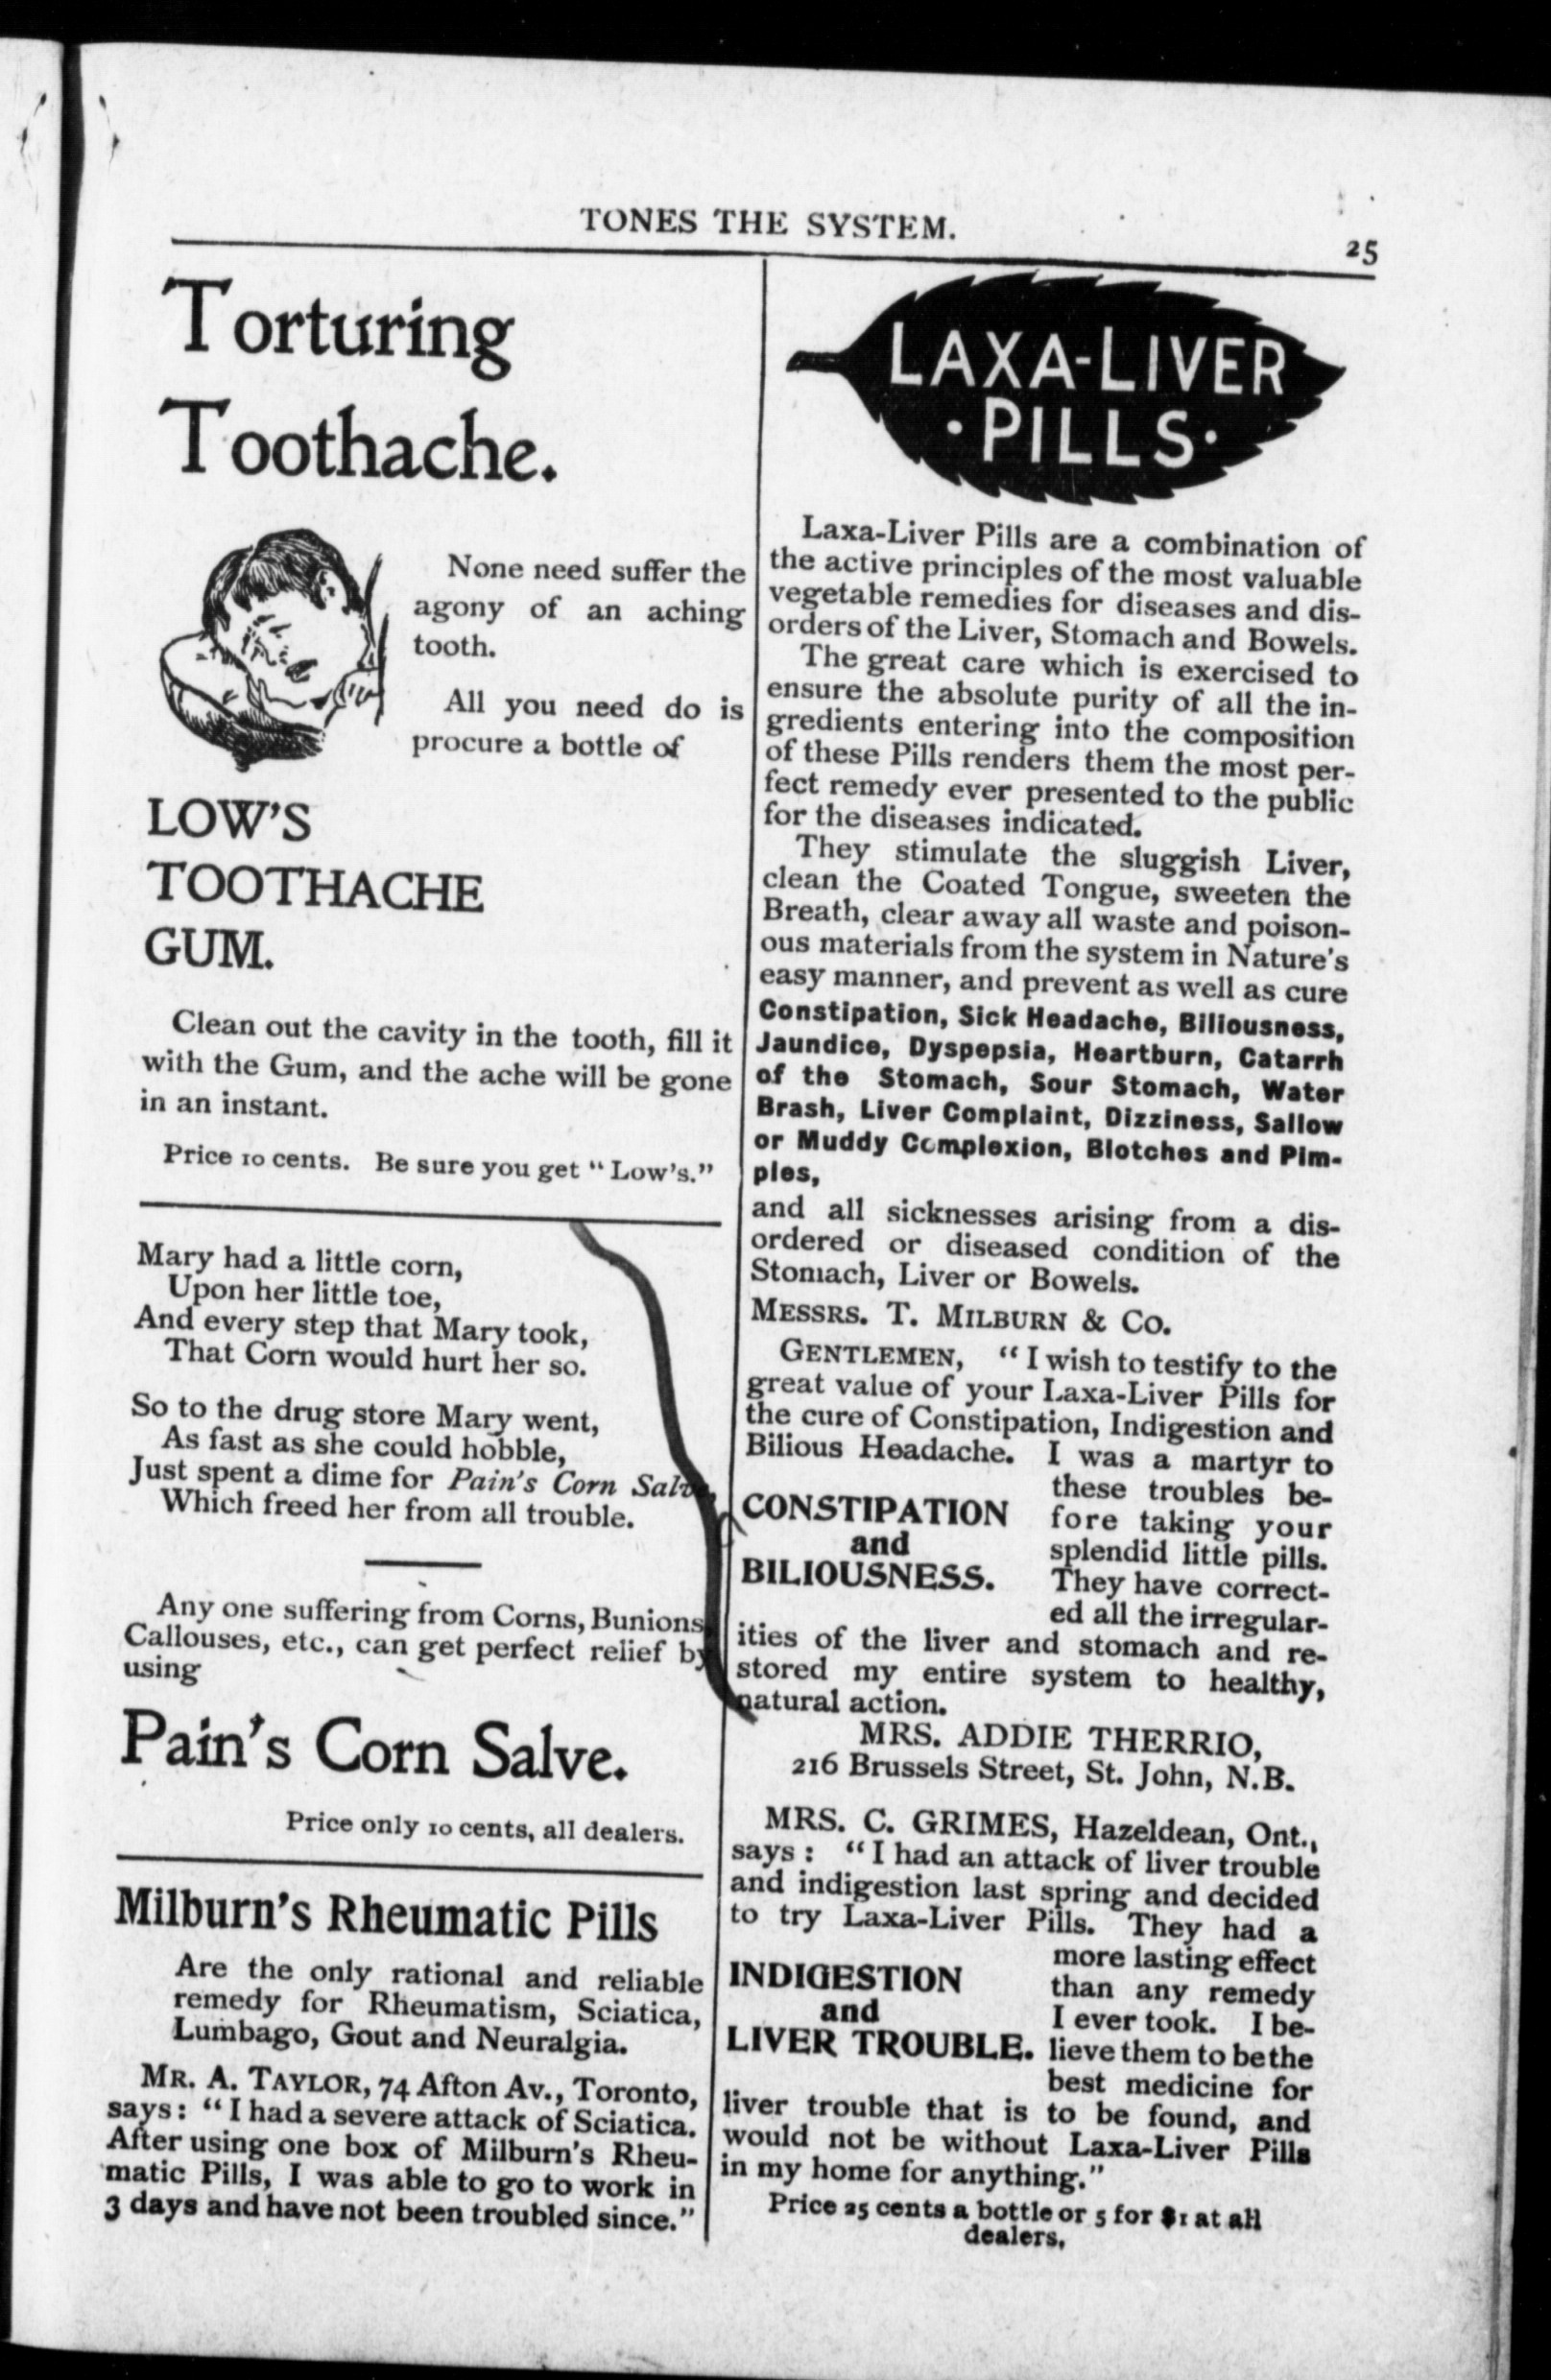 TONES THE SYSTEM.
25
Torturing
Toothache.
None need suffer the
agony of an aching
tooth.
All you need do is
procure a bottle of
LOW'S
TOOTHACHE
GUM.
Clean out the cavity in the tooth, fill it
with the Gum, and the ache will be gone
in an instant.
Price 10 cents. Be sure you get "Low's."
Mary had a little corn,
Upon her little toe,
And every step that Mary took,
That Corn would hurt her so.
So to the drug store Mary went,
As fast as she could hobble,
Just spent a dime for Pain's Corn Salve,
Which freed her from all trouble.
Any one suffering from Corns, Bunions
Callouses, etc., can get perfect relief by
using
Pain's Corn Salve.
Price only 10 cents, all dealers.
Milburn's Rheumatic Pills
Are the only rational and reliable
remedy for Rheumatism, Sciatica,
Lumbago, Gout and Neuralgia.
MR. A. TAYLOR, 74 Afton Av., Toronto,
says: "I had a severe attack of Sciatica.
After using one box of Milburn's Rheu-
matic Pills, I was able to go to work in
3 days and have not been troubled since."
LAXA-LIVER
·PILLS·
Laxa-Liver Pills are a combination of
the active principles of the most valuable
vegetable remedies for diseases and dis-
orders of the Liver, Stomach and Bowels.
The great care which is exercised to
ensure the absolute purity of all the in-
gredients entering into the composition
of these Pills renders them the most per-
fect remedy ever presented to the public
for the diseases indicated.
They stimulate the sluggish Liver,
clean the Coated Tongue, sweeten the
Breath, clear away all waste and poison-
ous materials from the system in Nature's
easy manner, and prevent as well as cure
Constipation, Sick Headache, Biliousness,
Jaundice, Dyspepsia, Heartburn, Catarrh
of the Stomach, Sour Stomach, Water
Brash, Liver Complaint, Dizziness, Sallow
or Muddy Complexion, Blotches and Pim-
ples,
and all sicknesses arising from a dis-
ordered or diseased condition of the
Stomach, Liver or Bowels.
MESSRS. T. MILBURN & CO.
GENTLEMEN, "I wish to testify to the
great value of your Laxa-Liver Pills for
the cure of Constipation, Indigestion and
Bilious Headache. I was a martyr to
these troubles be-
CONSTIPATION
and
BILIOUSNESS.
fore taking your
splendid little pills.
They have correct-
ed all the irregular-
ities of the liver and stomach and re-
stored my entire system to healthy,
natural action.
MRS. ADDIE THERRIO,
216 Brussels Street, St. John, N.B.
MRS. C. GRIMES, Hazeldean, Ont.,
says: "I had an attack of liver trouble
and indigestion last spring and decided
to try Laxa-Liver Pills. They had a
more lasting effect
INDIGESTION
and
LIVER TROUBLE.
than any remedy
I ever took. I be-
lieve them to be the
best medicine for
liver trouble that is to be found, and
would not be without Laxa-Liver Pills
in my home for anything."
Price 25 cents a bottle or 5 for $1 at all
dealers,